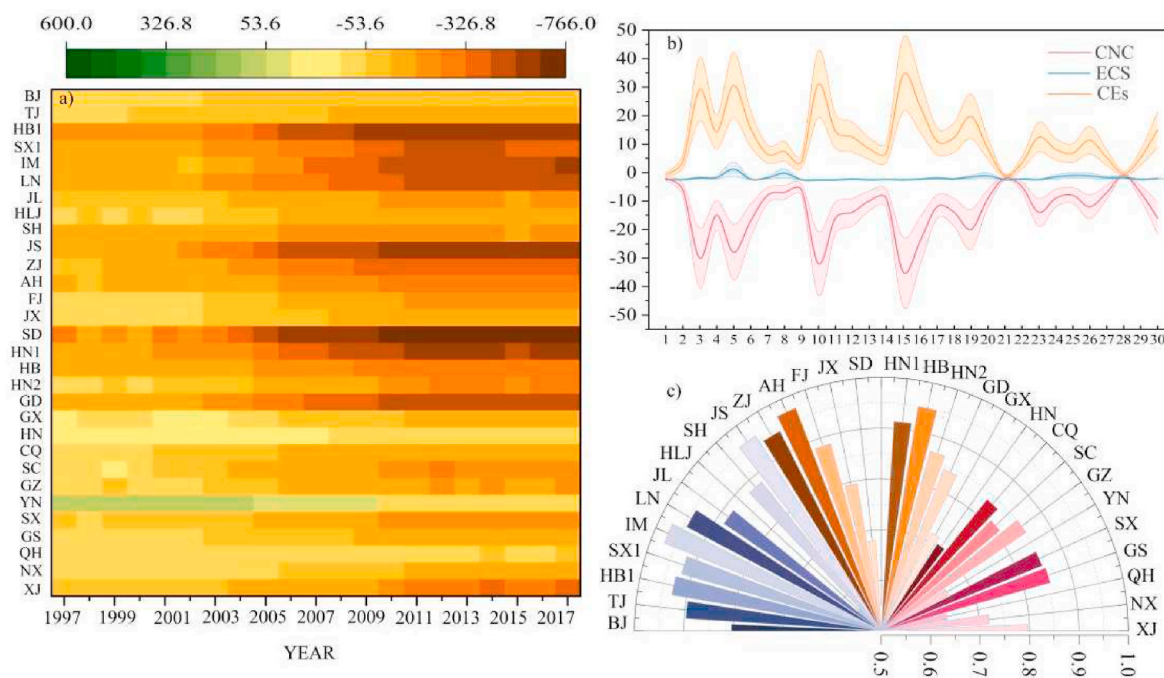 600.0 326.8 53.6 -53.6 -326.8 -766.0
a)
BJ
TJ
HB1
SX1
IM
LN
JL
HLJ
SH
JS
ZJ
AH
FJ
JX
SD
HN1
HB
HN2
GD
GX
HN
CQ
SC
GZ
YN
SX
GS
QH
NX
XJ
1997 1999 2001 2003 2005 2007 2009 2011 2013 2015 2017
YEAR
b)
CNC
ECS
CEs
50
40
30
20
10
0
-10
-20
-30
-40
-50
1 2 3 4 5 6 7 8 9 10 11 12 13 14 15 16 17 18 19 20 21 22 23 24 25 26 27 28 29 30
c)
BJ
TJ
HB1
SX1
IM
LN
JL
HLJ
SH
JS
ZJ
AH
FJ
JX
SD
HN1
HB
HN2
GD
GX
HN
CQ
SC
GZ
YN
SX
GS
QH
NX
XJ
0.5 0.6 0.7 0.8 0.9 1.0